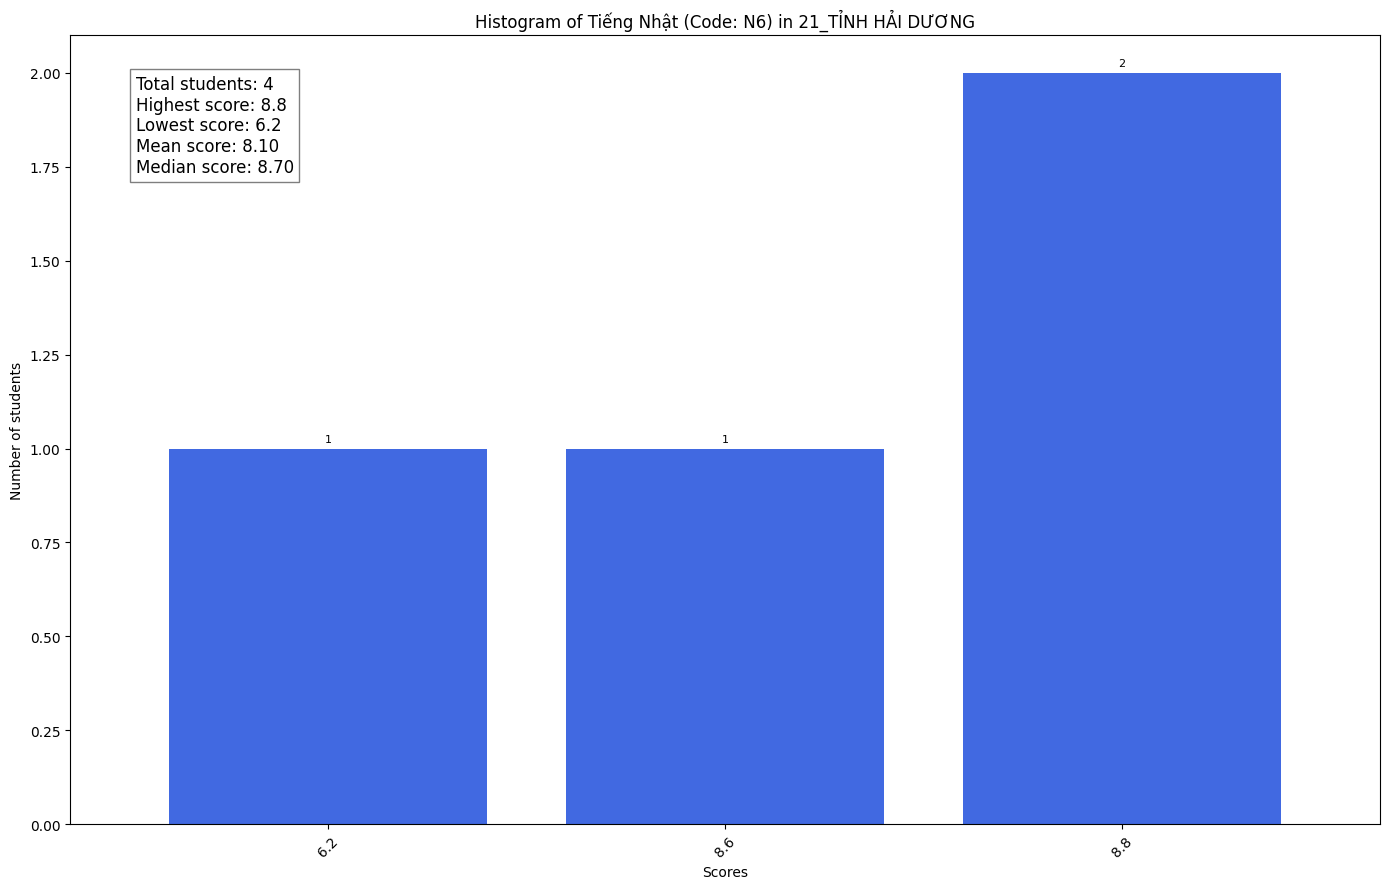 Histogram of Tiếng Nhật (Code: N6) in 21_TỈNH HẢI DƯƠNG
2.00
1.75
1.50
1.25
1.00
0.75
0.50
0.25
0.00
Number of students
Total students: 4
Highest score: 8.8
Lowest score: 6.2
Mean score: 8.10
Median score: 8.70
1
1
2
6.2
8.6
8.8
Scores